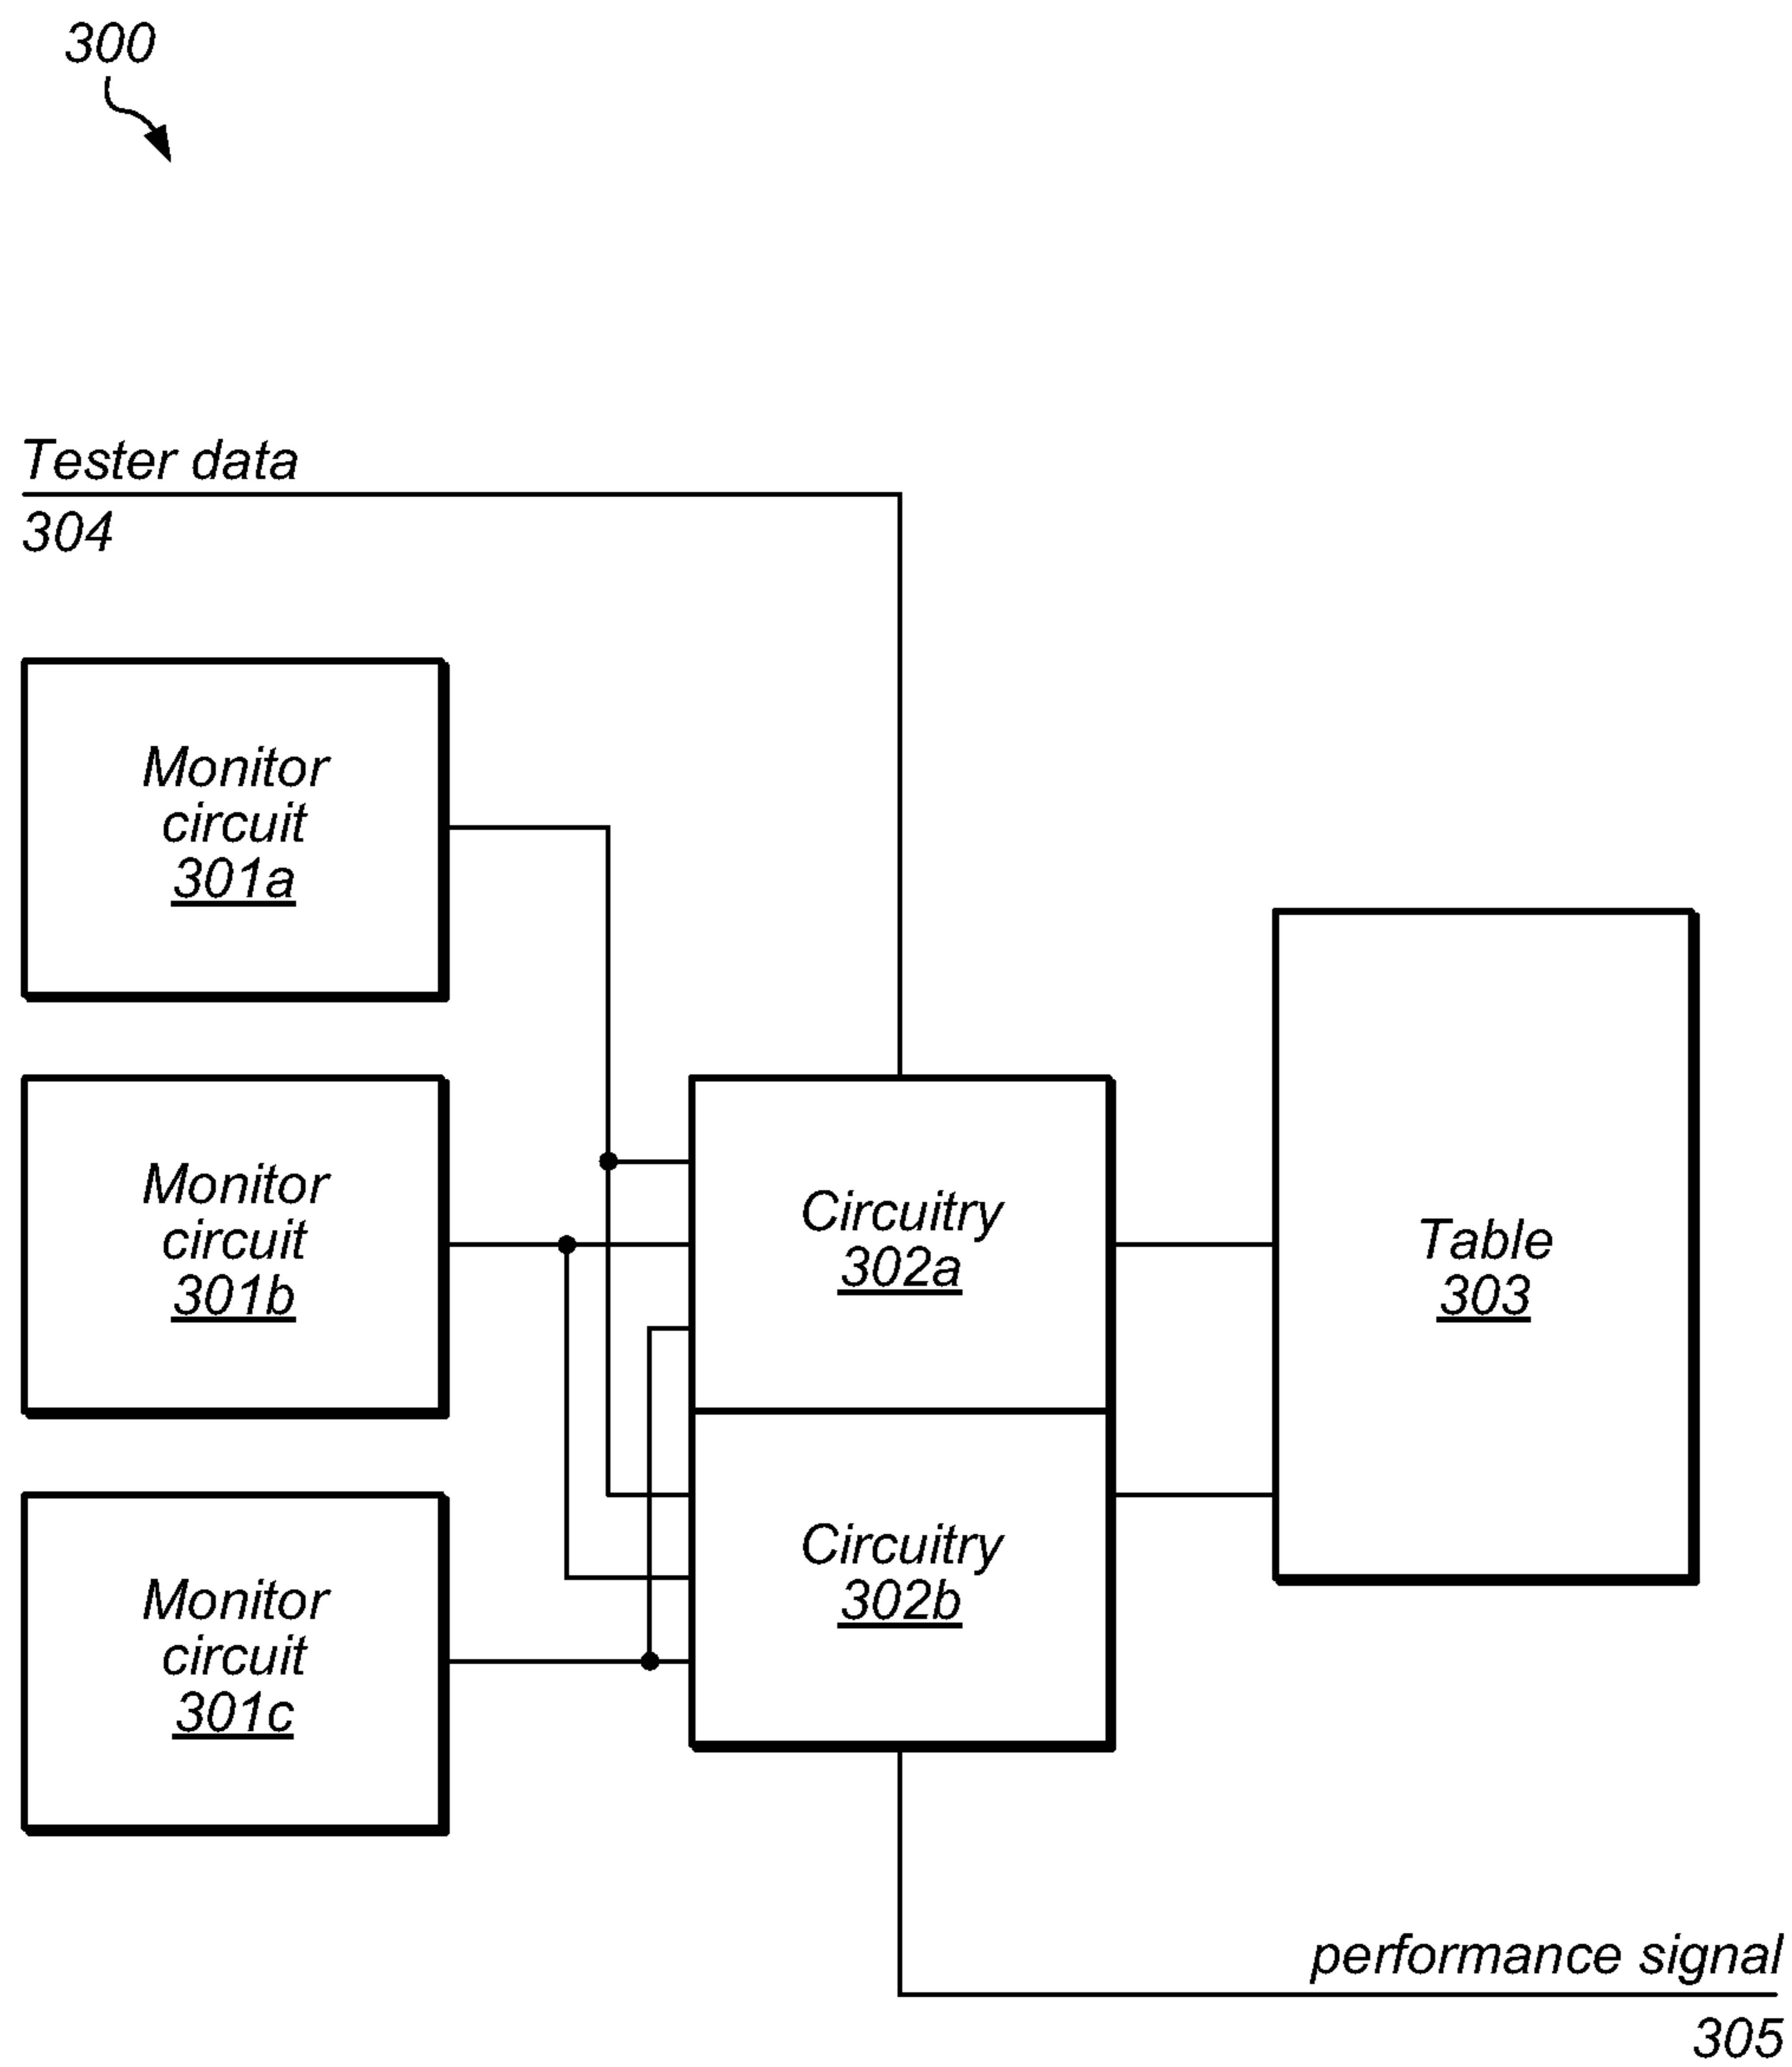 300
Tester data
304
Monitor
circuit
301a
Monitor
circuit
301b
Monitor
circuit
301c
Circuitry
302a
Circuitry
302b
Table
303
performance signal
305